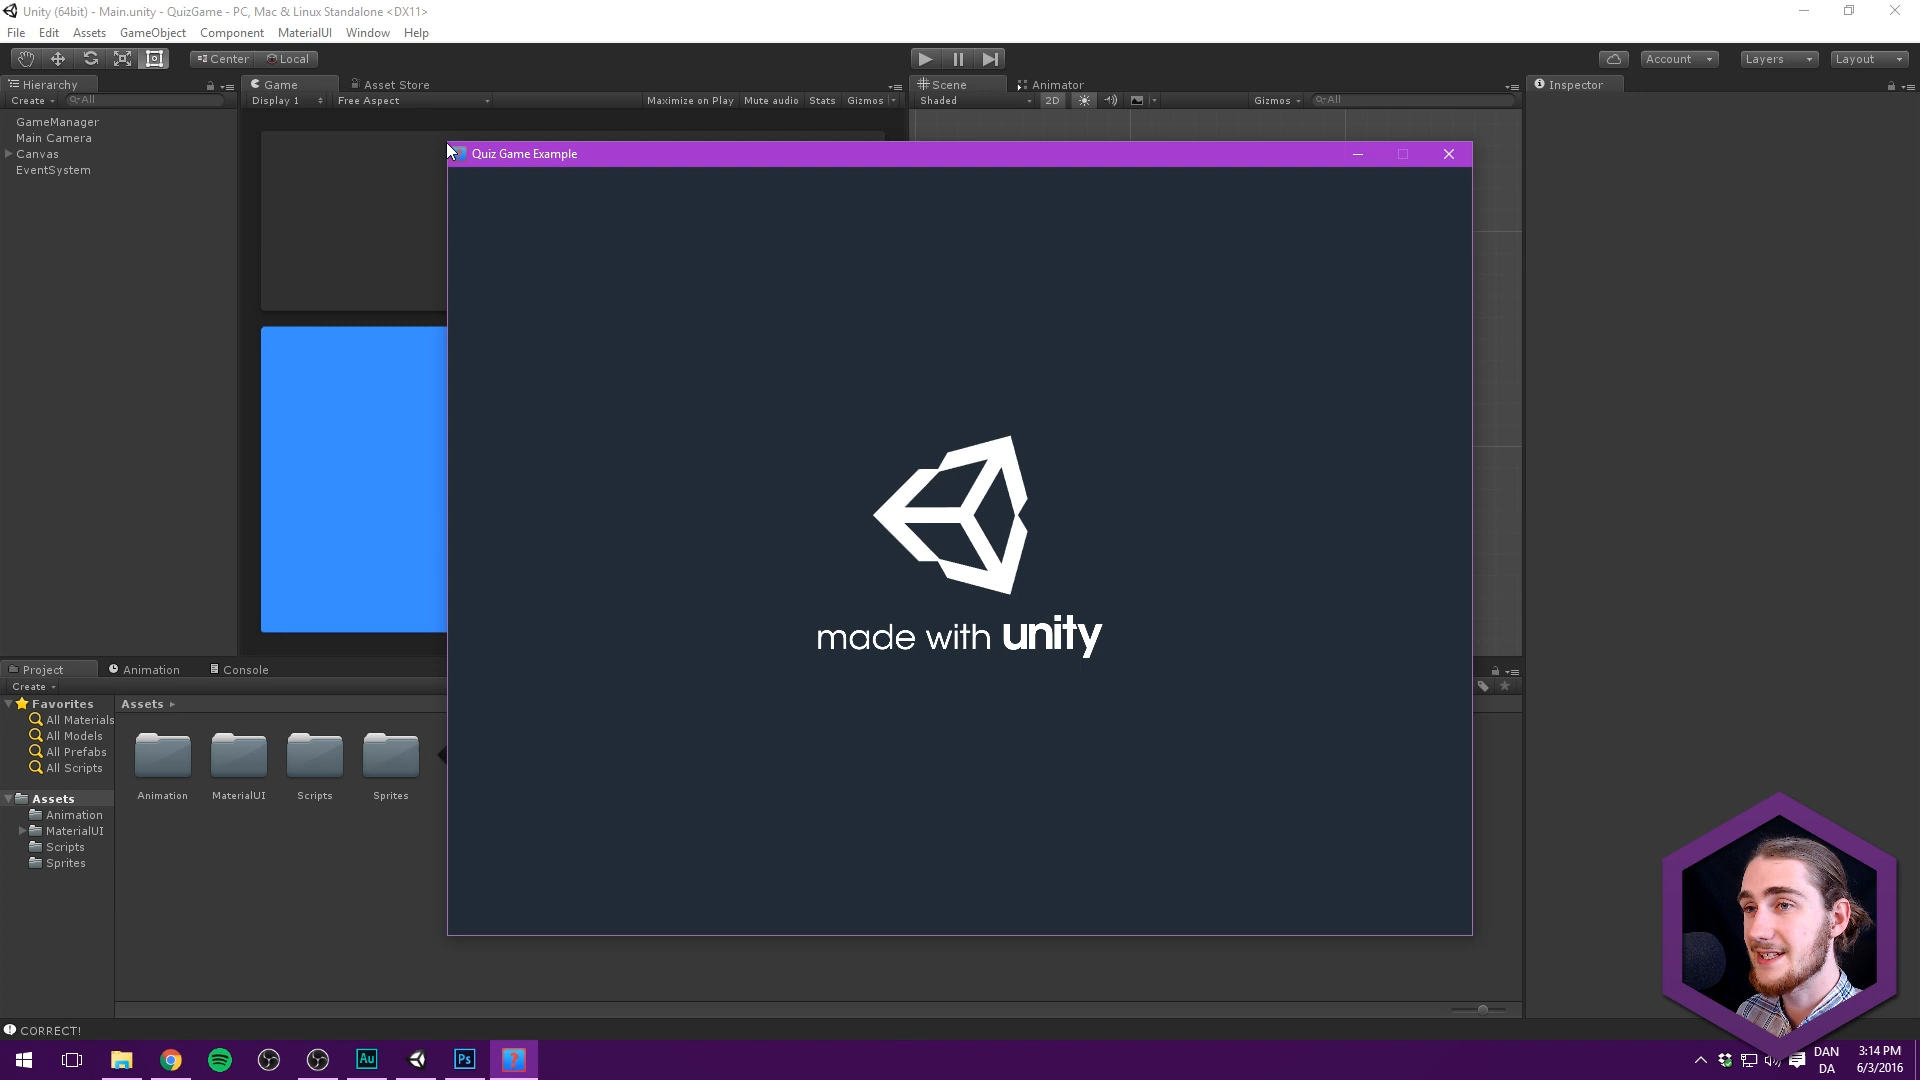 Unity (64bit) - Main.unity - QuizGame - PC, Mac & Linux Standalone <DX11>
File Edit Assets GameObject Component MaterialUI Window Help
Center Local
Account Layers Layout
Hierarchy Game Asset Store Scene Animator Inspector
Create All Display 1 Free Aspect Maximize on Play Mute audio Stats Gizmos Shaded 2D Gizmos All
GameManager
Main Camera
Canvas
EventSystem
Quiz Game Example
made with unity
Project Animation Console
Create
Favorites
All Materials
All Models
All Prefabs
All Scripts
Assets
Animation
MaterialUI
Scripts
Sprites
Assets
Animation MaterialUI Scripts Sprites
CORRECT!
Au
Ps
?
DAN
DA
3:14 PM
6/3/2016